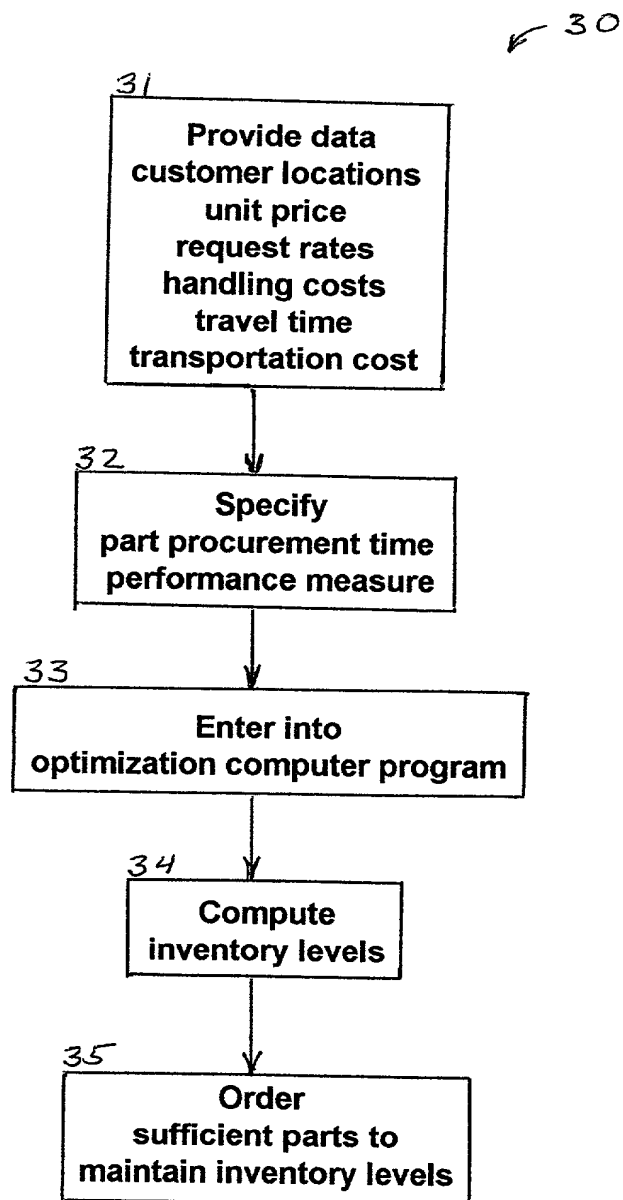 30
31
Provide data
customer locations
unit price
request rates
handling costs
travel time
transportation cost
32
Specify
part procurement time
performance measure
33
Enter into
optimization computer program
34
Compute
inventory levels
35
Order
sufficient parts to
maintain inventory levels